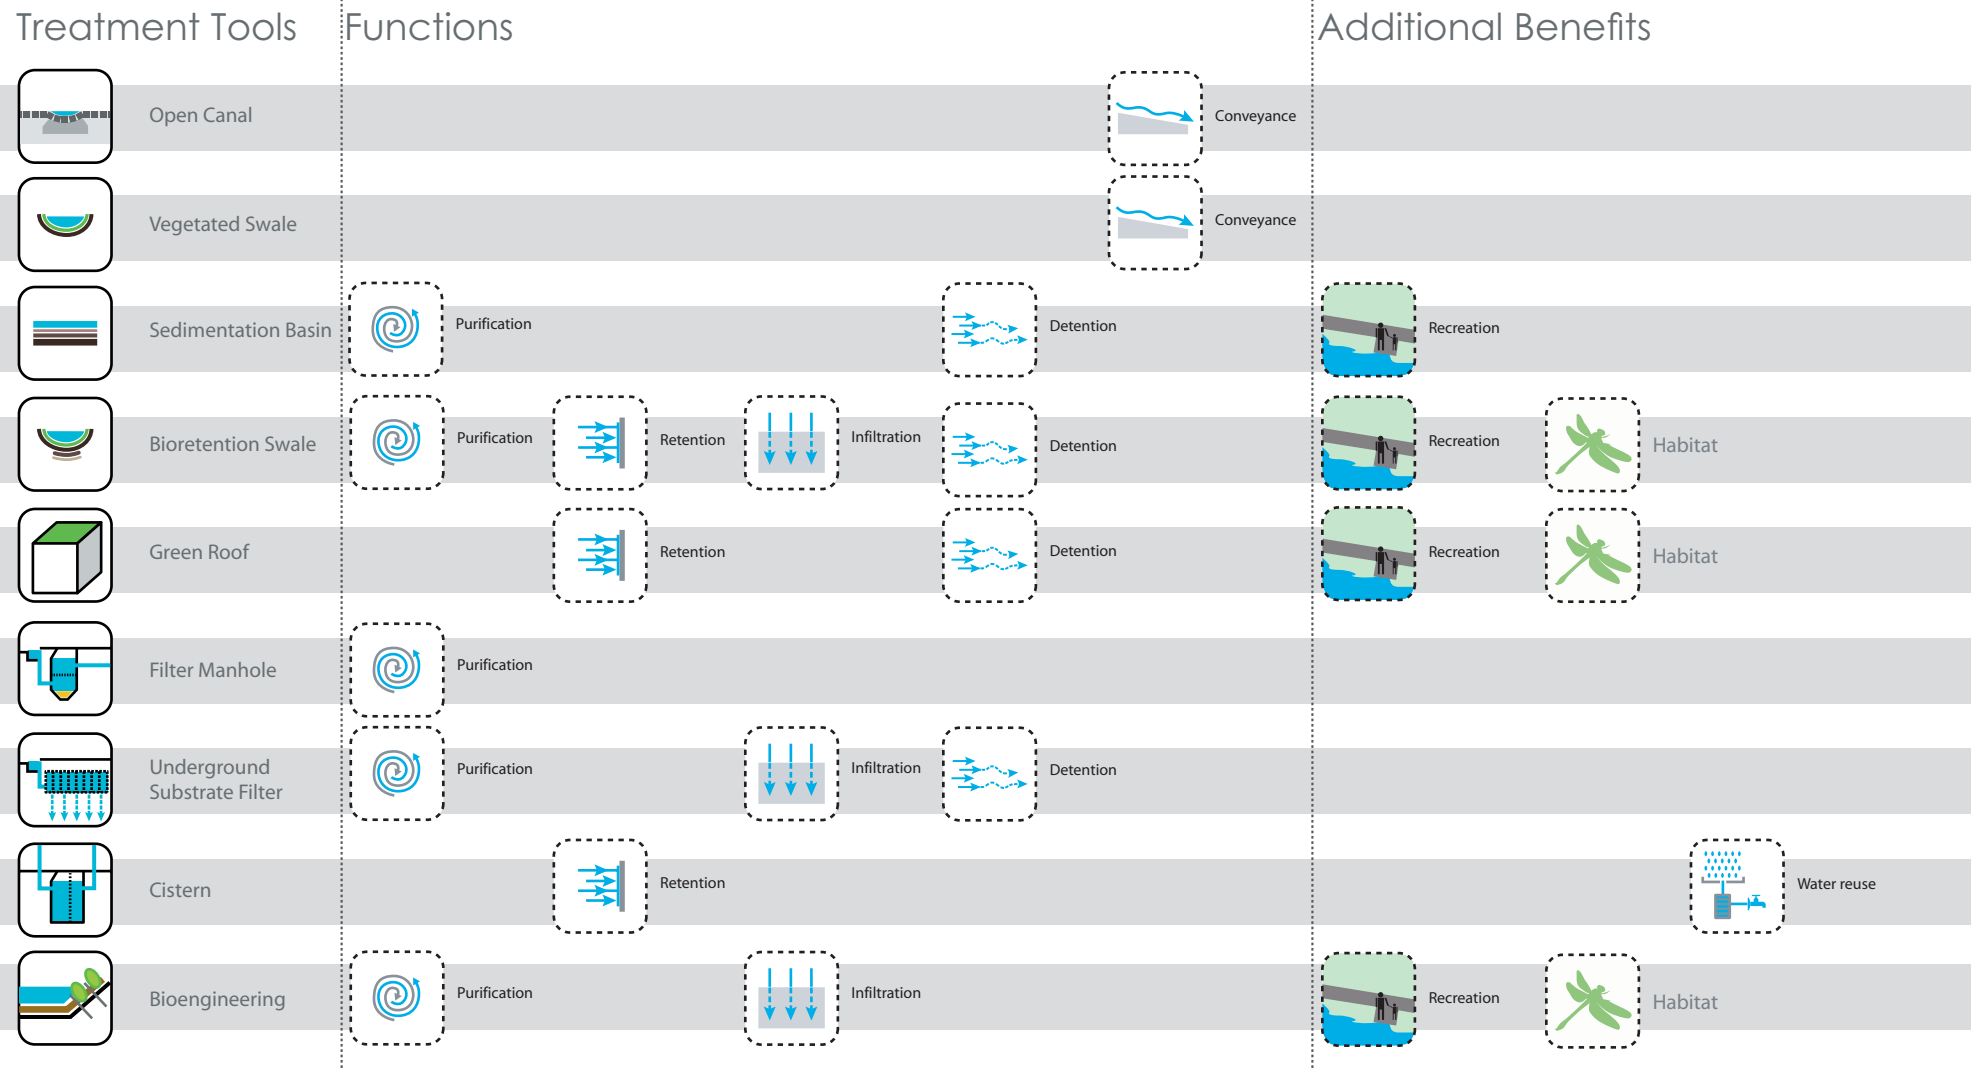 Treatment Tools Functions Additional Benefits
Open Canal Conveyance
Vegetated Swale Conveyance
Sedimentation Basin Purification Detention Recreation
Bioretention Swale Purification Retention Infiltration Detention Recreation Habitat
Green Roof Retention Detention Recreation Habitat
Filter Manhole Purification
Underground
Substrate Filter Purification Infiltration Detention
Cistern Retention Water reuse
Bioengineering Purification Infiltration Recreation Habitat